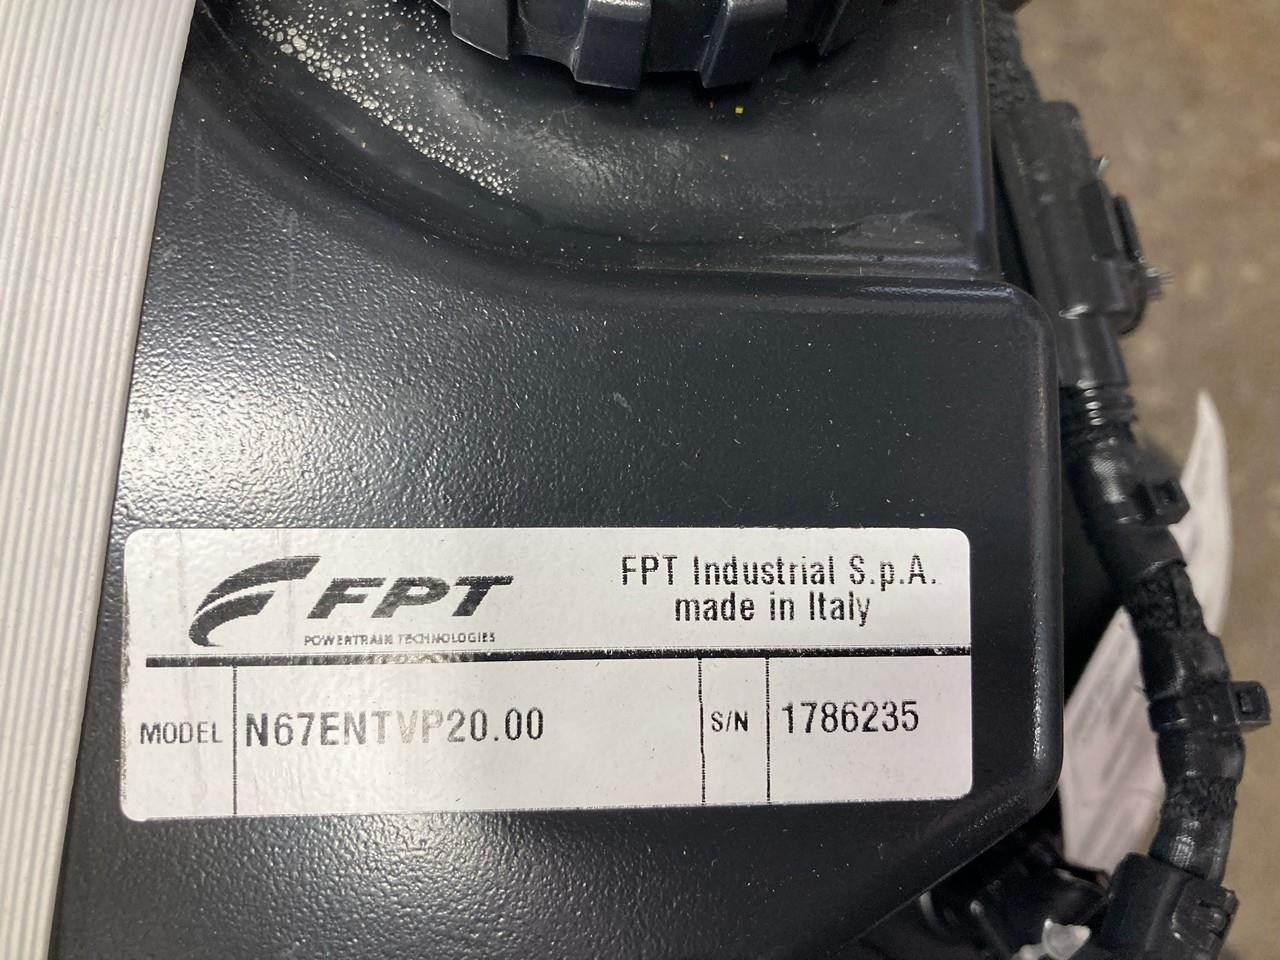 FPT
POWERTRAIN TECHNOLOGIES
FPT Industrial S.p.A.
made in Italy
MODEL N67ENTVP20.00 S/N 1786235